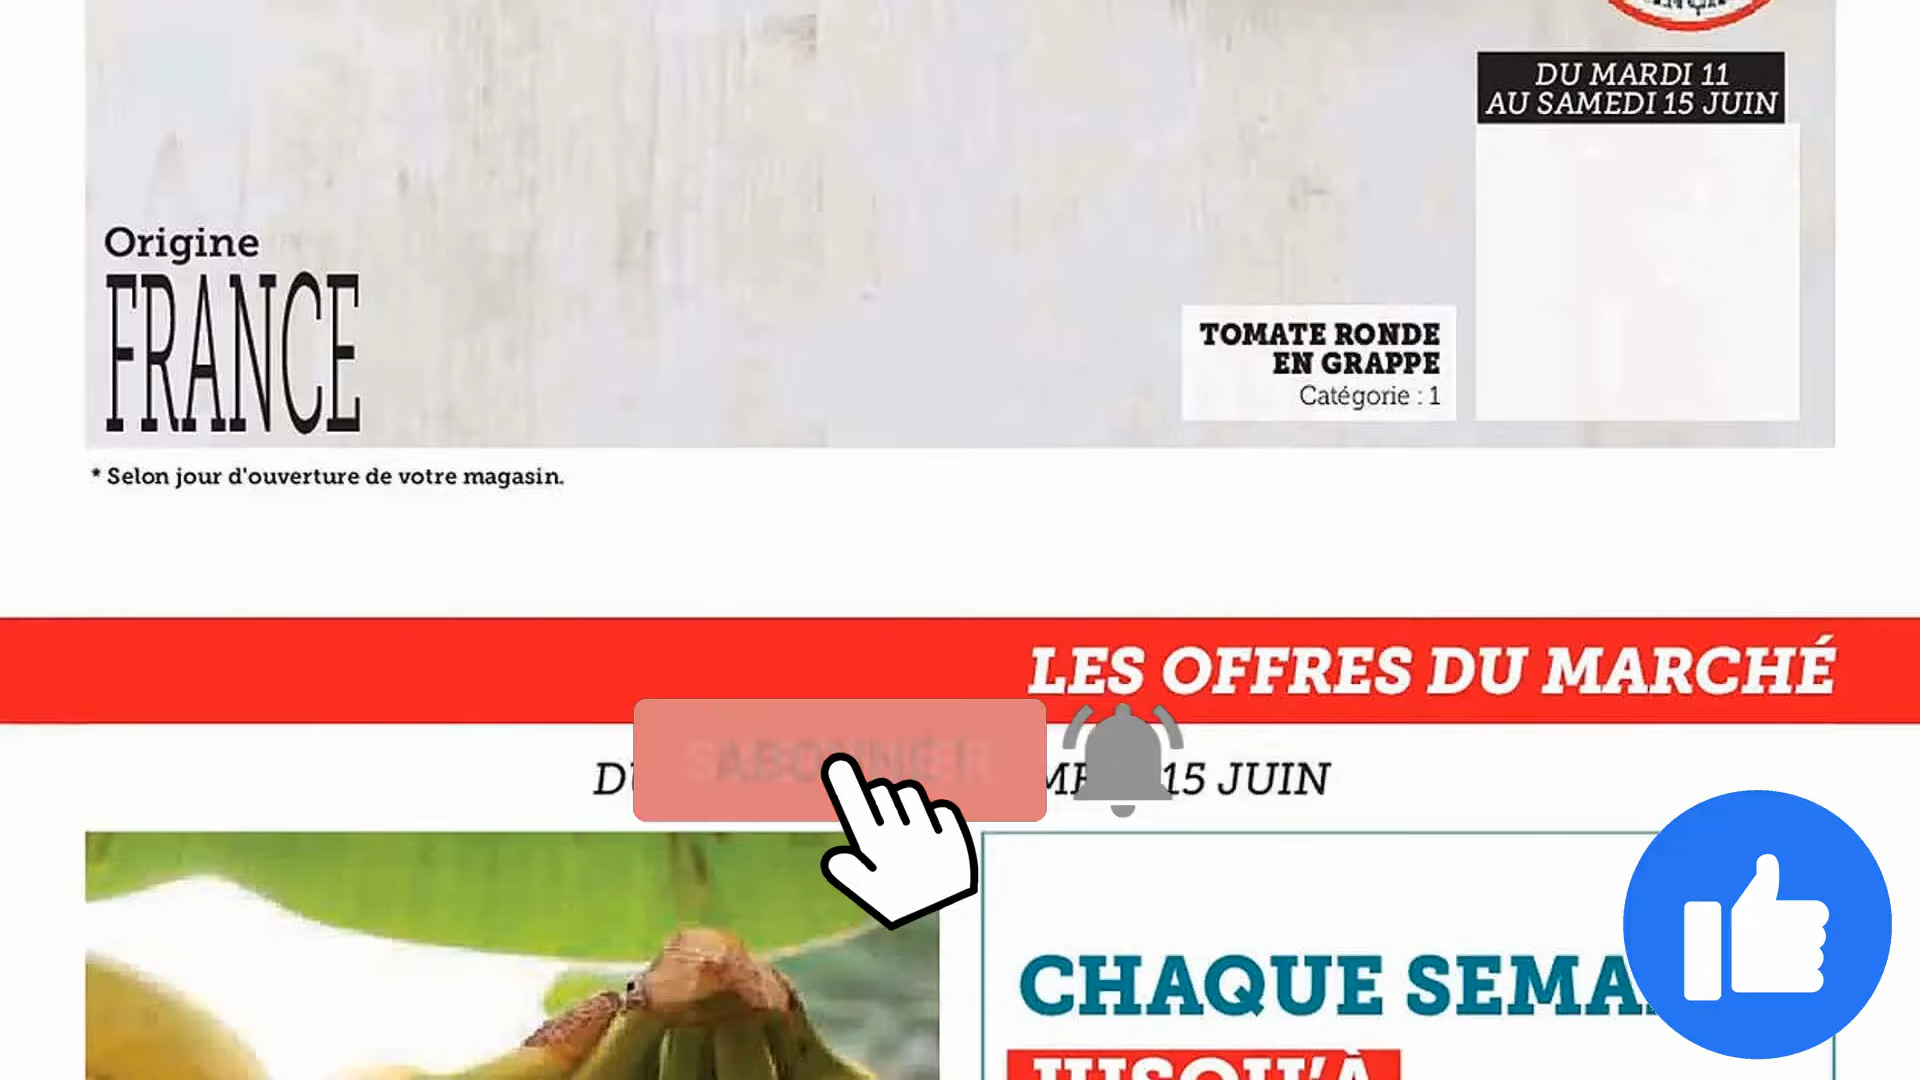 DU MARDI 11
AU SAMEDI 15 JUIN
Origine
FRANCE
TOMATE RONDE
EN GRAPPE
Catégorie : 1
* Selon jour d'ouverture de votre magasin.
LES OFFRES DU MARCHÉ
15 JUIN
CHAQUE
JUSQU'À